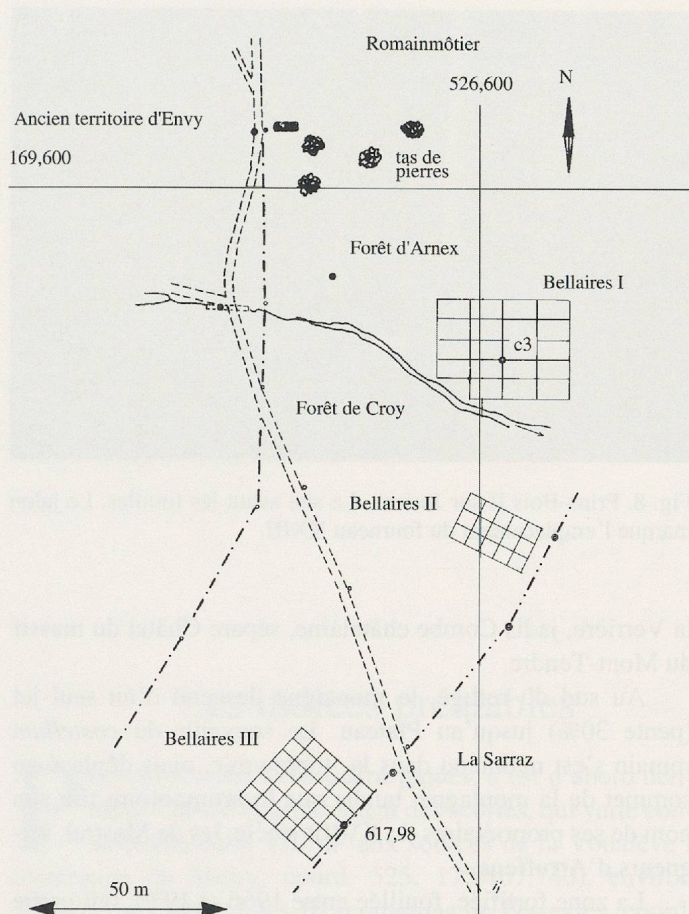 Romainmôtier
526,600
N
Ancien territoire d'Envy
169,600
tas de
pierres
Forêt d'Arnex
Bellaires I
c3
Forêt de Croy
Bellaires II
Bellaires III
La Sarraz
617,98
50 m